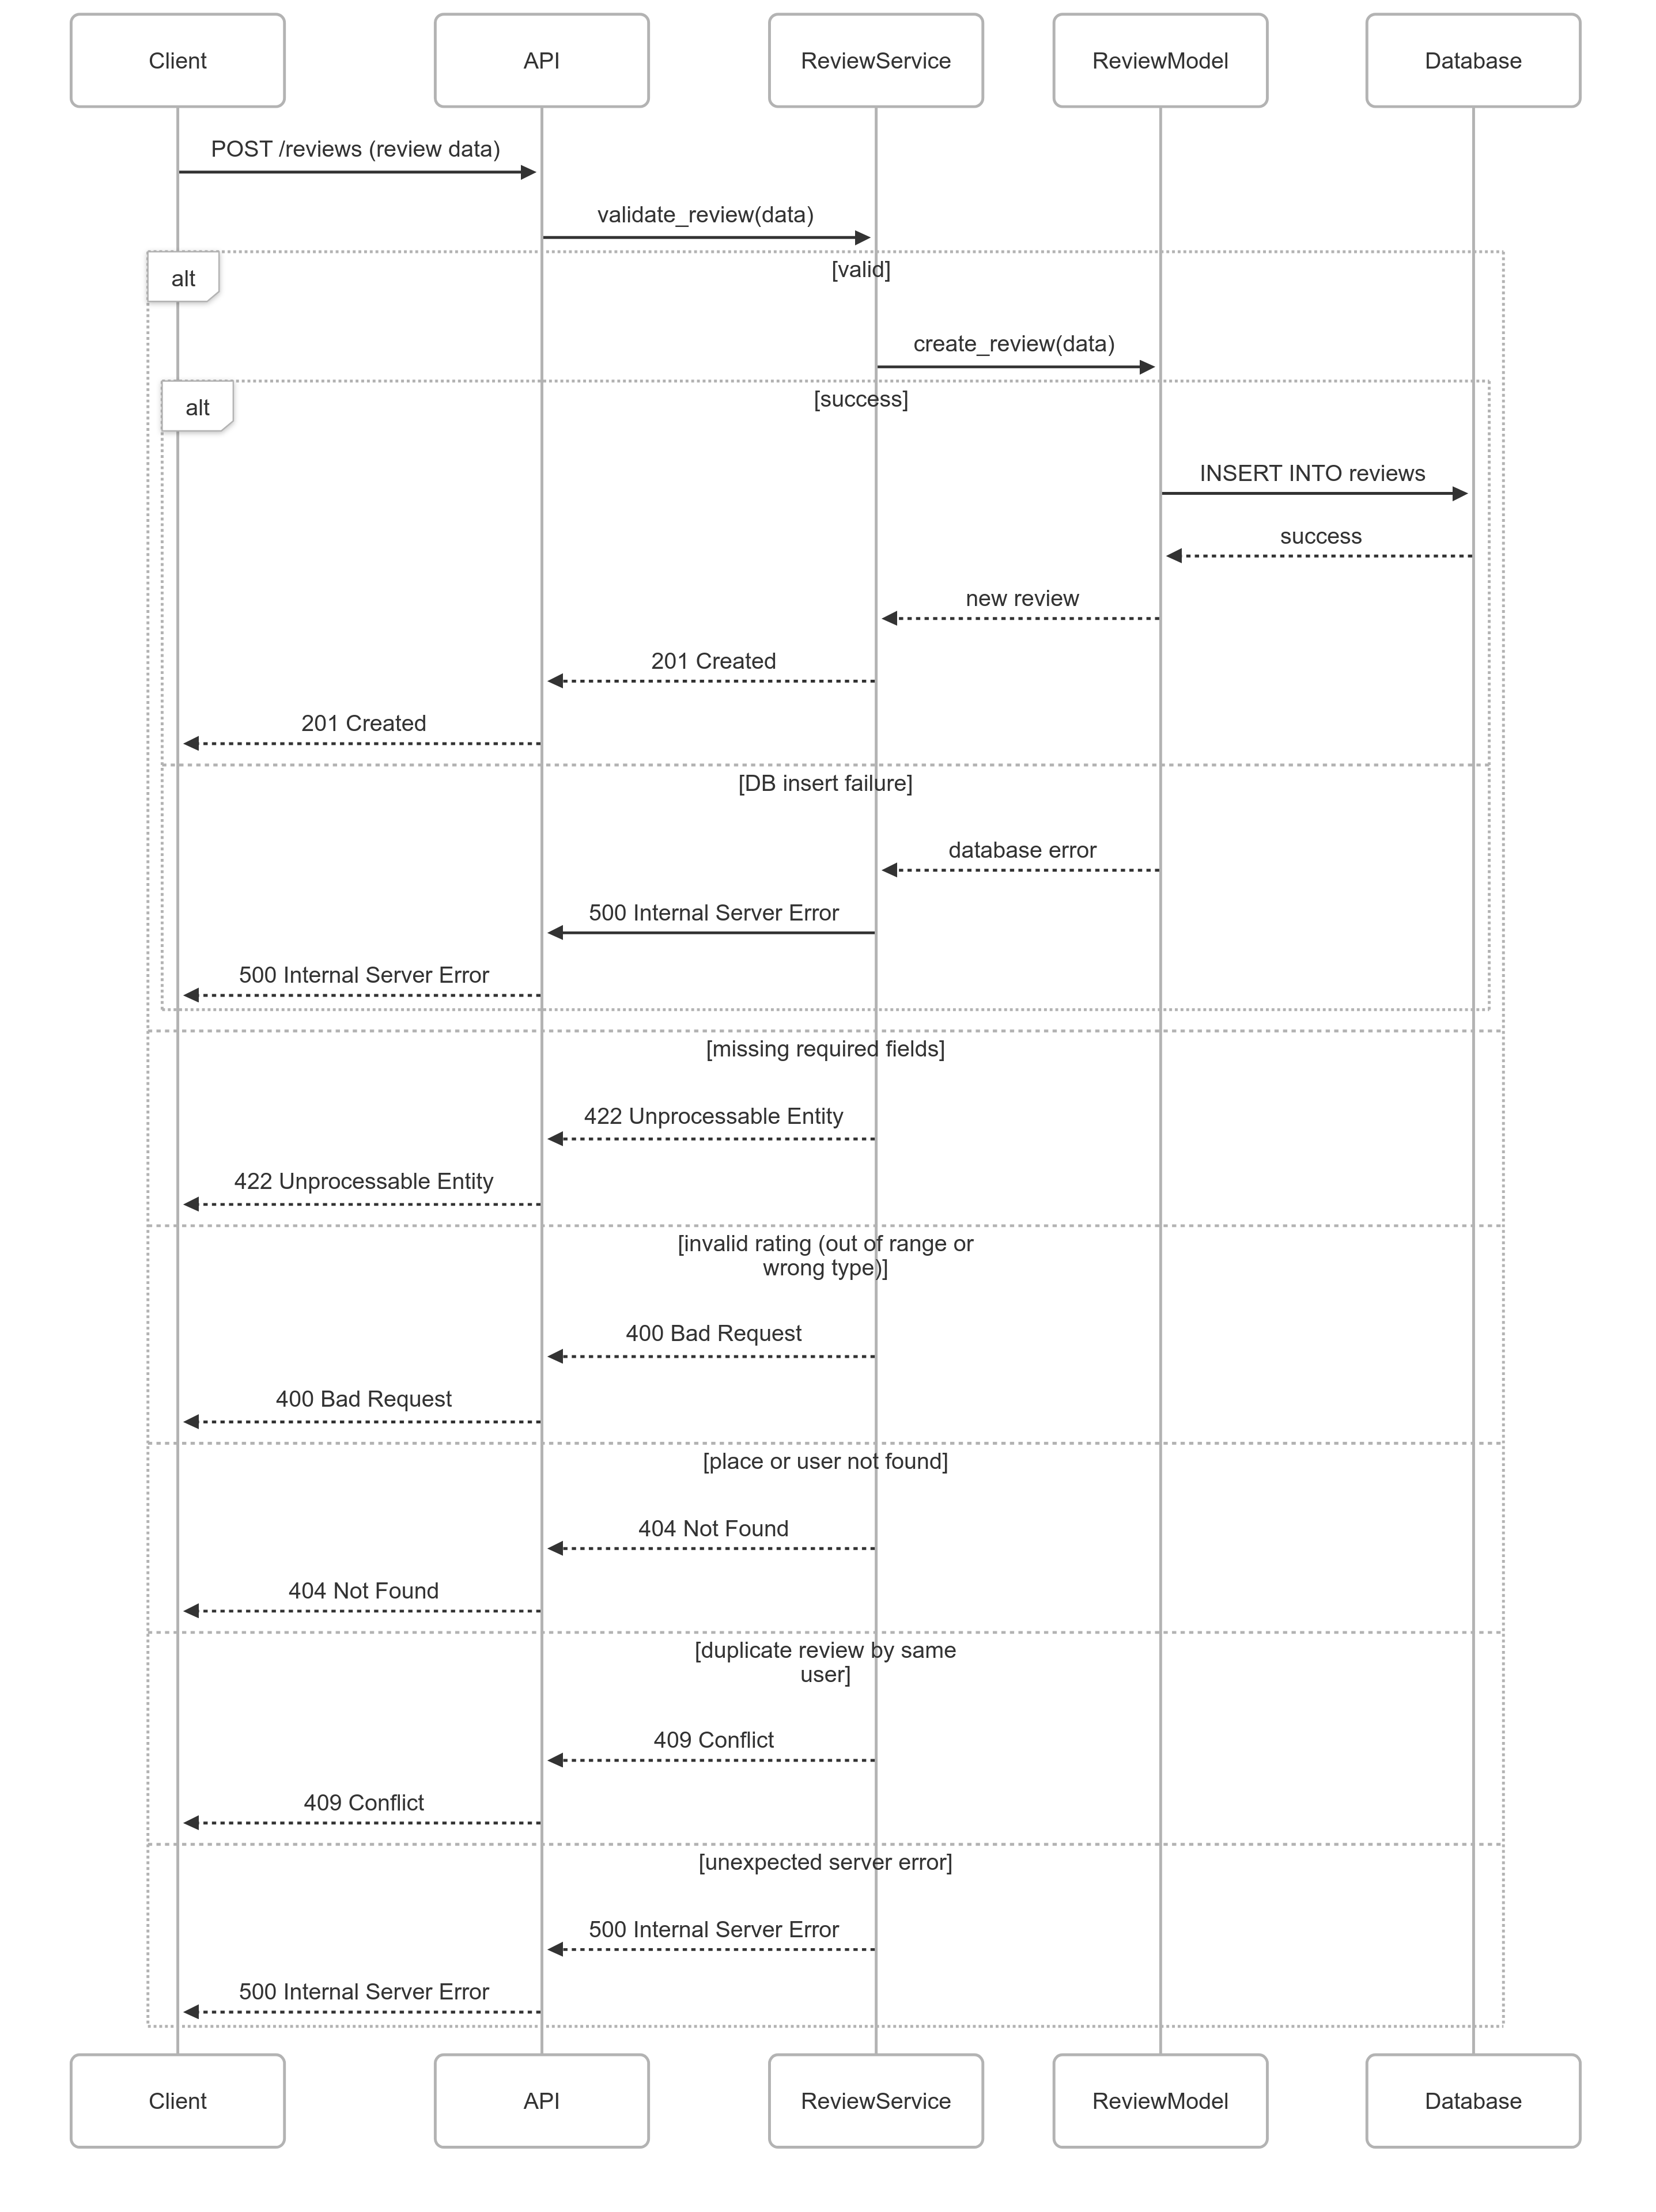 Client
API
ReviewService
ReviewModel
Database
POST /reviews (review data)
validate_review(data)
alt
[valid]
create_review(data)
alt
[success]
INSERT INTO reviews
success
new review
201 Created
201 Created
[DB insert failure]
database error
500 Internal Server Error
500 Internal Server Error
[missing required fields]
422 Unprocessable Entity
422 Unprocessable Entity
[invalid rating (out of range or
wrong type)]
400 Bad Request
400 Bad Request
[place or user not found]
404 Not Found
404 Not Found
[duplicate review by same
user]
409 Conflict
409 Conflict
[unexpected server error]
500 Internal Server Error
500 Internal Server Error
Client
API
ReviewService
ReviewModel
Database